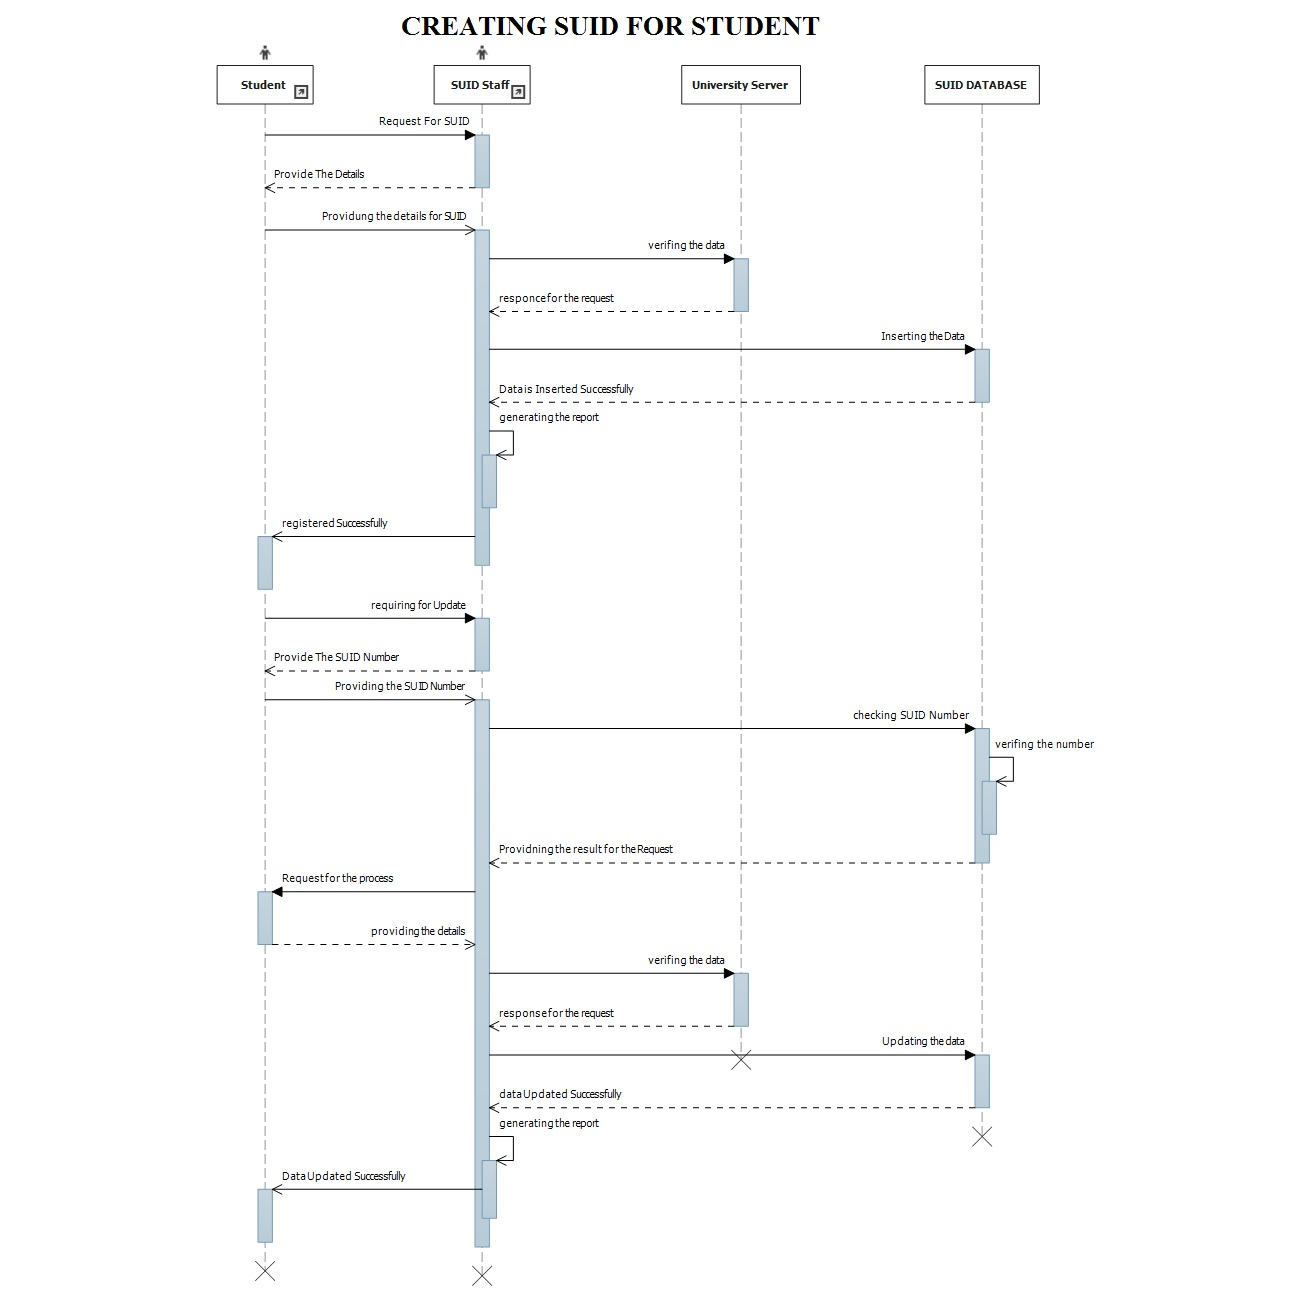 CREATING SUID FOR STUDENT
Student
SUID Staff
University Server
SUID DATABASE
Request For SUID
Provide The Details
Providung the details for SUID
verifing the data
responce for the request
Inserting the Data
Data is Inserted Successfully
generating the report
registered Successfully
requiring for Update
Provide The SUID Number
Providing the SUID Number
checking SUID Number
verifing the number
Providning the result for the Request
Request for the process
providing the details
verifing the data
response for the request
Updating the data
data Updated Successfully
generating the report
Data Updated Successfully